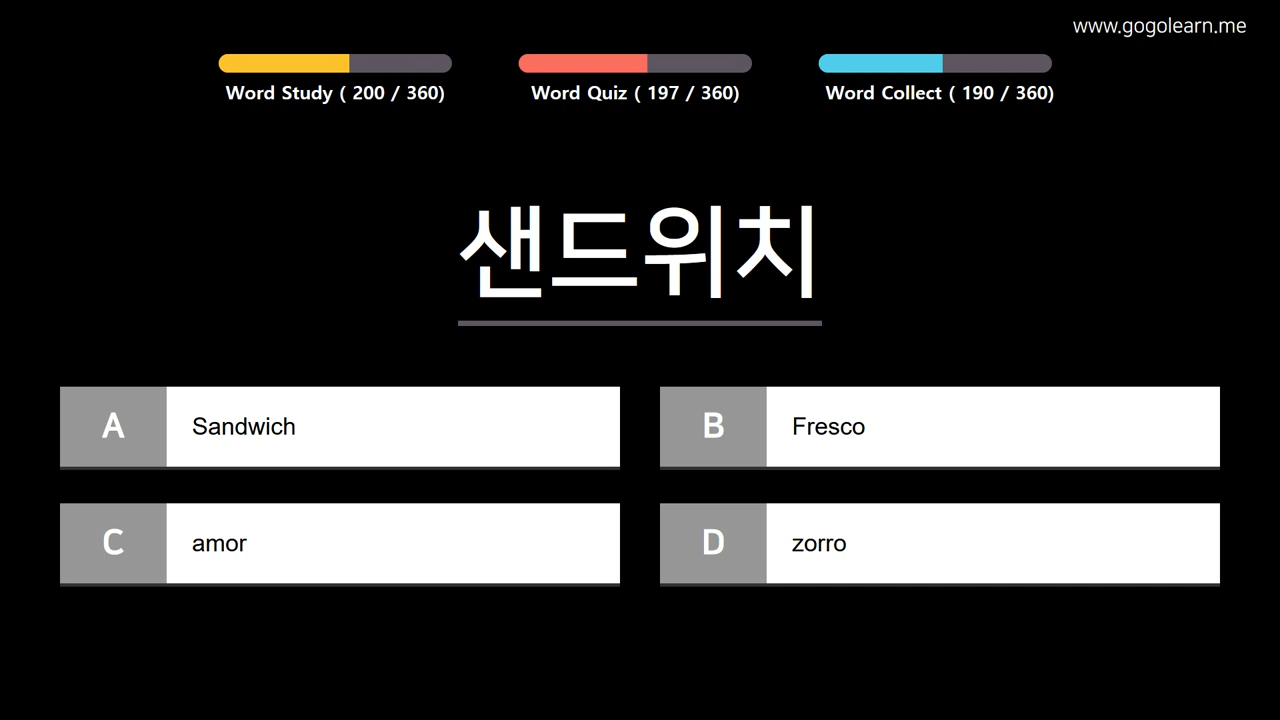 www.gogolearn.me
Word Study ( 200 / 360)
Word Quiz ( 197 / 360)
Word Collect ( 190 / 360)
샌드위치
A
Sandwich
B
Fresco
C
amor
D
zorro